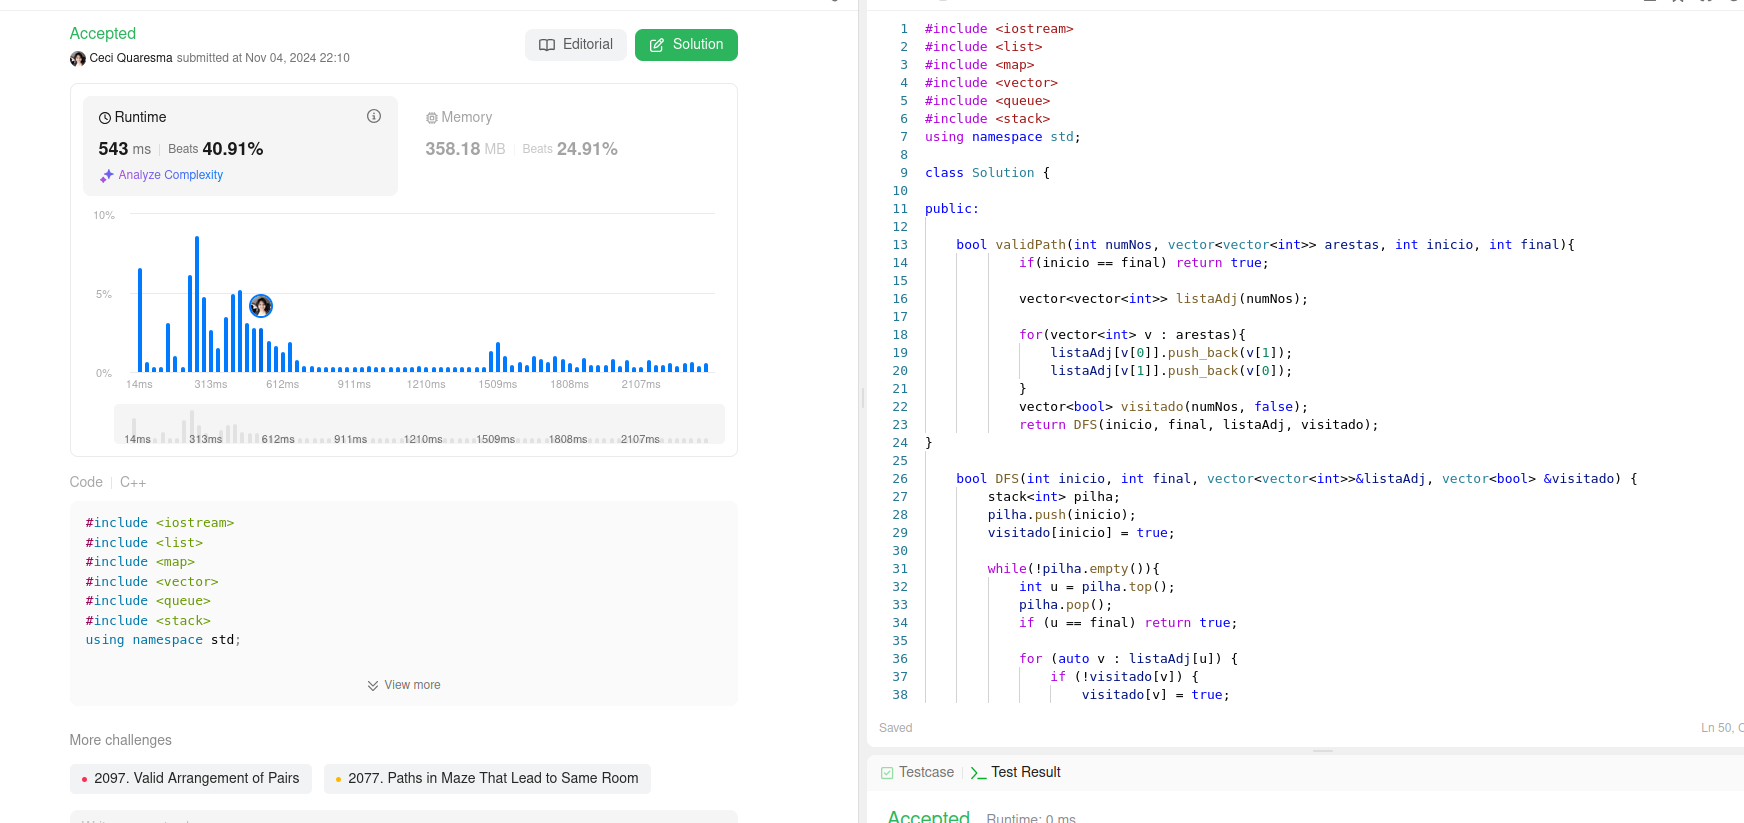 Accepted
Ceci Quaresma submitted at Nov 04, 2024 22:10
Editorial
Solution
Runtime
543 ms | Beats 40.91%
Analyze Complexity
Memory
358.18 MB | Beats 24.91%
10%
5%
0%
14ms 313ms 612ms 911ms 1210ms 1509ms 1808ms 2107ms
14ms 313ms 612ms 911ms 1210ms 1509ms 1808ms 2107ms
Code | C++
#include <iostream>
#include <list>
#include <map>
#include <vector>
#include <queue>
#include <stack>
using namespace std;
View more
More challenges
2097. Valid Arrangement of Pairs
2077. Paths in Maze That Lead to Same Room
1 #include <iostream>
2 #include <list>
3 #include <map>
4 #include <vector>
5 #include <queue>
6 #include <stack>
7 using namespace std;
8
9 class Solution {
10
11 public:
12
13     bool validPath(int numNos, vector<vector<int>> arestas, int inicio, int final){
14             if(inicio == final) return true;
15
16             vector<vector<int>> listaAdj(numNos);
17
18             for(vector<int> v : arestas){
19                 listaAdj[v[0]].push_back(v[1]);
20                 listaAdj[v[1]].push_back(v[0]);
21             }
22             vector<bool> visitado(numNos, false);
23             return DFS(inicio, final, listaAdj, visitado);
24 }
25
26     bool DFS(int inicio, int final, vector<vector<int>>&listaAdj, vector<bool> &visitado) {
27         stack<int> pilha;
28         pilha.push(inicio);
29         visitado[inicio] = true;
30
31         while(!pilha.empty()){
32             int u = pilha.top();
33             pilha.pop();
34             if (u == final) return true;
35
36             for (auto v : listaAdj[u]) {
37                 if (!visitado[v]) {
38                     visitado[v] = true;
Saved
Ln 50, C
Testcase | Test Result
Accepted Runtime: 0 ms